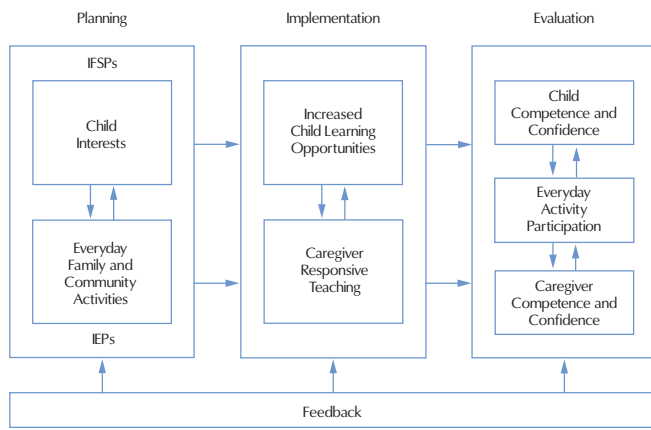 Planning
Implementation
Evaluation
IFSPs
Child
Interests
Everyday
Family and
Community
Activities
IEPs
Increased
Child Learning
Opportunities
Caregiver
Responsive
Teaching
Child
Competence and
Confidence
Everyday
Activity
Participation
Caregiver
Competence and
Confidence
Feedback